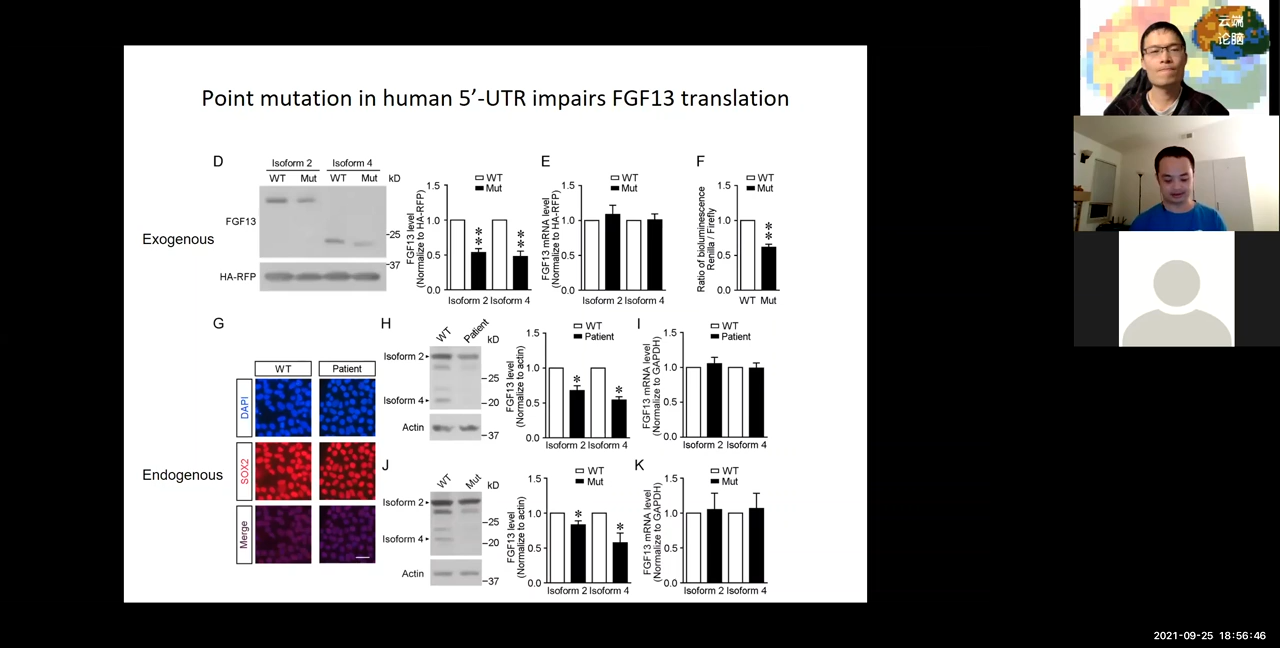 云端
论脑
Point mutation in human 5’-UTR impairs FGF13 translation
Exogenous
D
Isoform 2 Isoform 4
WT Mut WT Mut kD
FGF13
-25
-37
HA-RFP
FGF13 level
(Normalize to HA-RFP)
WT
Mut
1.5
1.0
0.5
0.0
**
**
Isoform 2 Isoform 4
E
FGF13 mRNA level
(Normalize to HA-RFP)
WT
Mut
1.5
1.0
0.5
0.0
Isoform 2 Isoform 4
F
Ratio of bioluminescence
Renilla / Firefly
WT
Mut
1.5
1.0
0.5
0.0
**
WT Mut
Endogenous
G
WT Patient
DAPI
SOX2
Merge
H
WT Patient kD
Isoform 2
-25
Isoform 4
-20
Actin
-37
FGF13 level
(Normalize to actin)
WT
Patient
1.5
1.0
0.5
0.0
*
*
Isoform 2 Isoform 4
I
FGF13 mRNA level
(Normalize to GAPDH)
WT
Patient
1.5
1.0
0.5
0.0
Isoform 2 Isoform 4
J
WT Mut kD
Isoform 2
-25
Isoform 4
-20
Actin
-37
FGF13 level
(Normalize to actin)
WT
Mut
1.5
1.0
0.5
0.0
*
*
Isoform 2 Isoform 4
K
FGF13 mRNA level
(Normalize to GAPDH)
WT
Mut
1.5
1.0
0.5
0.0
Isoform 2 Isoform 4
2021-09-25 18:56:46